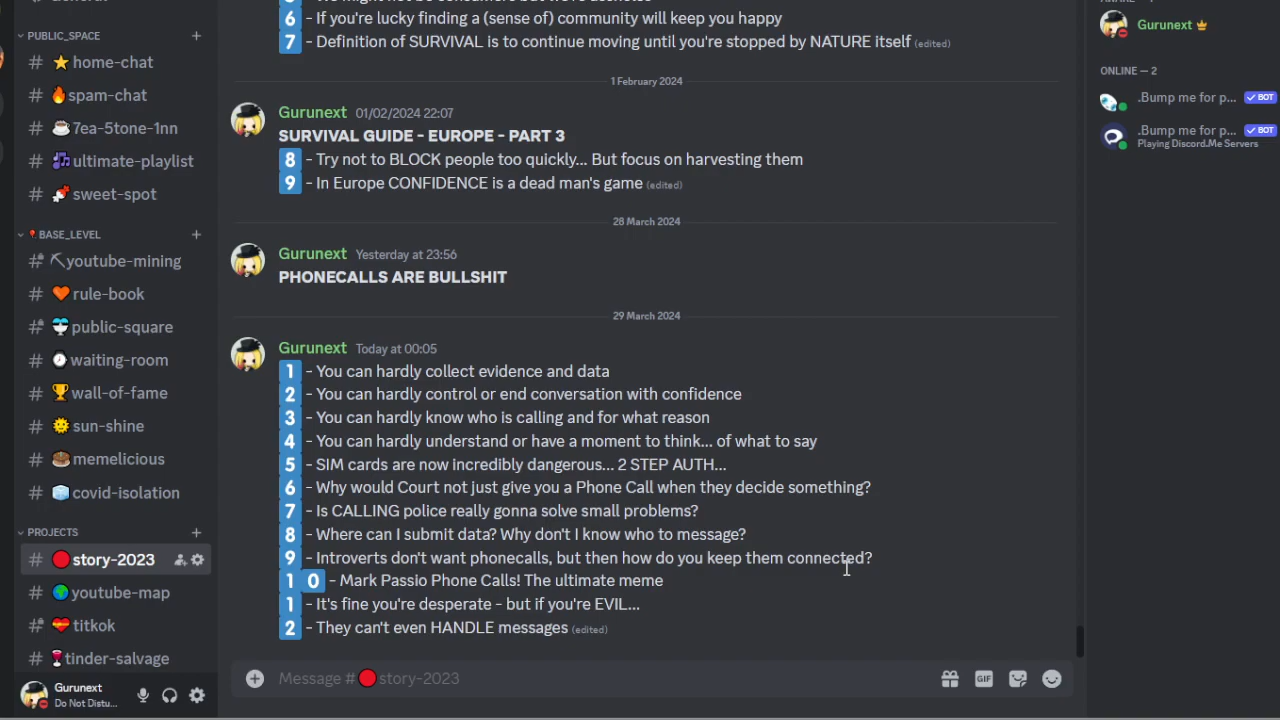 PUBLIC_SPACE
# home-chat
# spam-chat
# 7ea-5tone-1nn
# ultimate-playlist
# sweet-spot
BASE_LEVEL
# youtube-mining
# rule-book
# public-square
# waiting-room
# wall-of-fame
# sun-shine
# memelicious
# covid-isolation
PROJECTS
# story-2023
# youtube-map
# titkok
# tinder-salvage
Gurunext
Do Not Distu...
6 - If you're lucky finding a (sense of) community will keep you happy
7 - Definition of SURVIVAL is to continue moving until you're stopped by NATURE itself (edited)
1 February 2024
Gurunext 01/02/2024 22:07
SURVIVAL GUIDE - EUROPE - PART 3
8 - Try not to BLOCK people too quickly... But focus on harvesting them
9 - In Europe CONFIDENCE is a dead man's game (edited)
28 March 2024
Gurunext Yesterday at 23:56
PHONECALLS ARE BULLSHIT
29 March 2024
Gurunext Today at 00:05
1 - You can hardly collect evidence and data
2 - You can hardly control or end conversation with confidence
3 - You can hardly know who is calling and for what reason
4 - You can hardly understand or have a moment to think... of what to say
5 - SIM cards are now incredibly dangerous... 2 STEP AUTH...
6 - Why would Court not just give you a Phone Call when they decide something?
7 - Is CALLING police really gonna solve small problems?
8 - Where can I submit data? Why don't I know who to message?
9 - Introverts don't want phonecalls, but then how do you keep them connected?
1 0 - Mark Passio Phone Calls! The ultimate meme
1 - It's fine you're desperate - but if you're EVIL...
2 - They can't even HANDLE messages (edited)
Message # story-2023
GIF
Gurunext
ONLINE — 2
.Bump me for p... BOT
.Bump me for p... BOT
Playing Discord.Me Servers